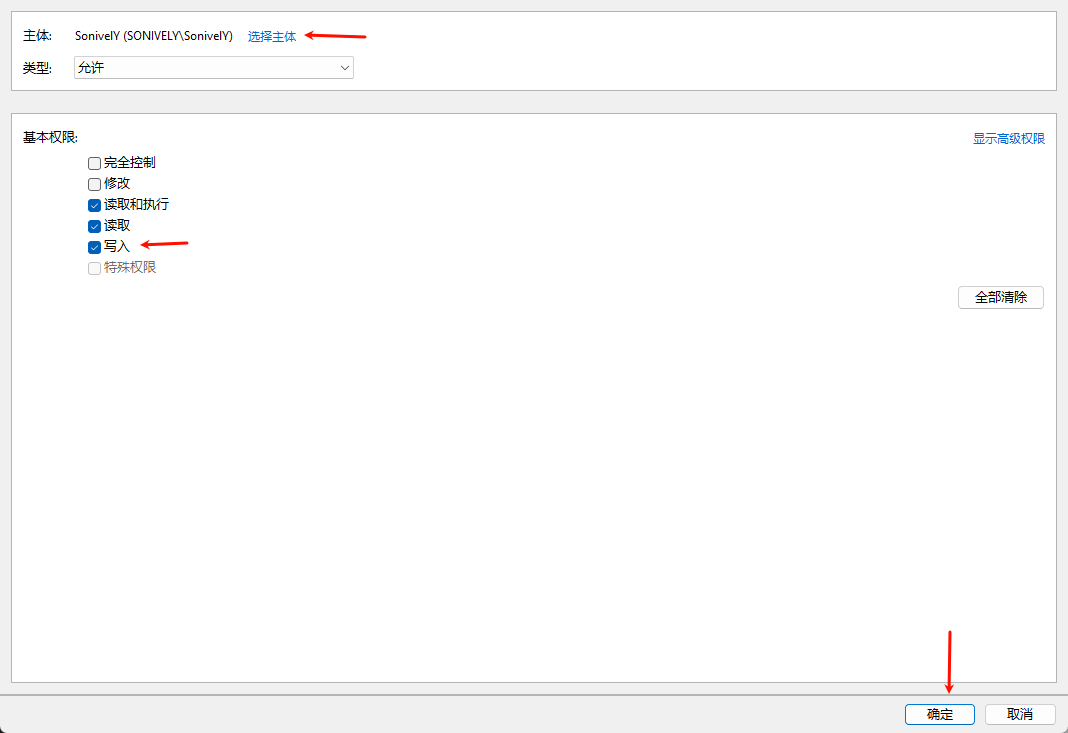 主体: SonivelY (SONIVELY\SonivelY) 选择主体
类型: 允许
基本权限: 显示高级权限
完全控制
修改
读取和执行
读取
写入
特殊权限
全部清除
确定 取消